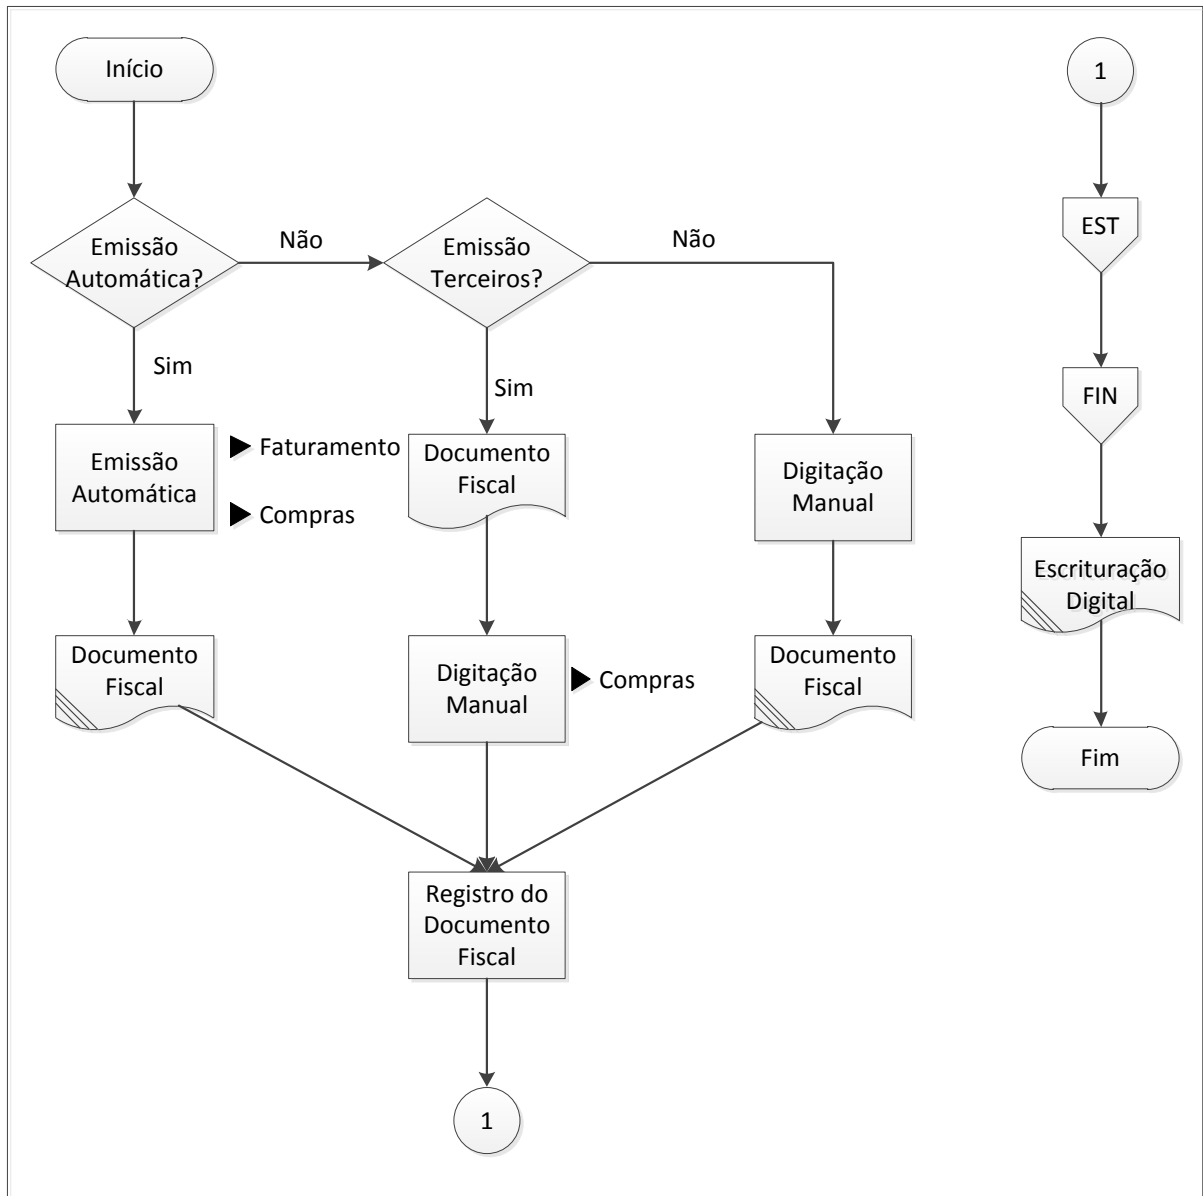 Início
1
Emissão
Automática?
Não
Emissão
Terceiros?
Não
EST
Sim
Sim
FIN
Emissão
Automática
Faturamento
Compras
Documento
Fiscal
Digitação
Manual
Escrituração
Digital
Documento
Fiscal
Digitação
Manual
Compras
Documento
Fiscal
Fim
Registro do
Documento
Fiscal
1